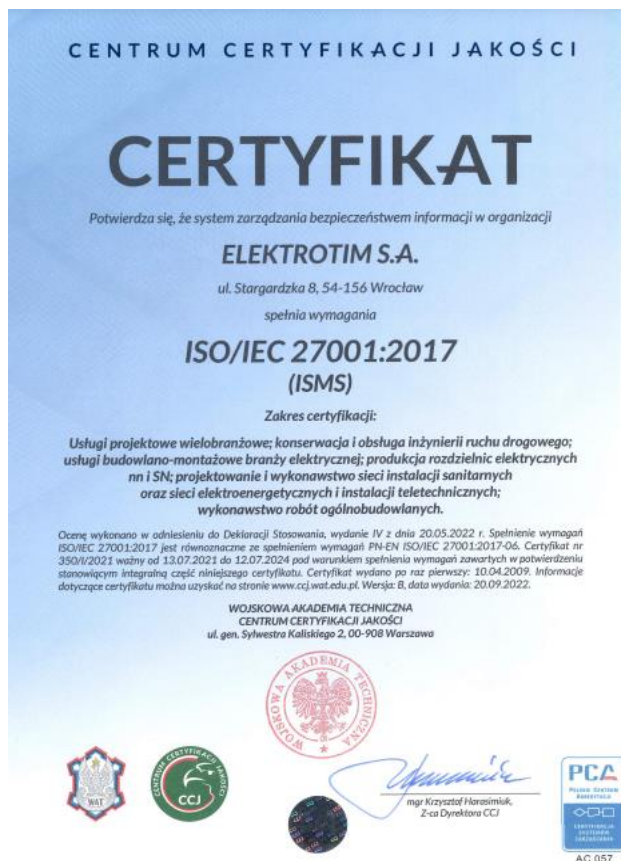 CENTRUM CERTYFIKACJI JAKOŚCI
CERTYFIKAT
Potwierdza się, że system zarządzania bezpieczeństwem informacji w organizacji
ELEKTROTIM S.A.
ul. Stargardzka 8, 54-156 Wrocław
spełnia wymagania
ISO/IEC 27001:2017
(ISMS)
Zakres certyfikacji:
Usługi projektowe wielobranżowe; konserwacja i obsługa inżynierii ruchu drogowego;
usługi budowlano-montażowe branży elektrycznej; produkcja rozdzielnic elektrycznych
nn i SN; projektowanie i wykonawstwo sieci instalacji sanitarnych
oraz sieci elektroenergetycznych i instalacji teletechnicznych;
wykonawstwo robót ogólnobudowlanych.
Ocenę wykonano w odniesieniu do Deklaracji Stosowania, wydanie IV z dnia 20.05.2022 r. Spełnienie wymagań
ISO/IEC 27001:2017 jest równoznaczne ze spełnieniem wymagań PN-EN ISO/IEC 27001:2017-06. Certyfikat nr
350/I/2021 ważny od 13.07.2021 do 12.07.2024 pod warunkiem spełnienia wymagań zawartych w potwierdzeniu
stanowiącym integralną część niniejszego certyfikatu. Certyfikat wydano po raz pierwszy: 10.04.2009. Informacje
dotyczące certyfikatu można uzyskać na stronie www.ccj.wat.edu.pl. Wersja: B, data wydania: 20.09.2022.
WOJSKOWA AKADEMIA TECHNICZNA
CENTRUM CERTYFIKACJI JAKOŚCI
ul. gen. Sylwestra Kaliskiego 2, 00-908 Warszawa
WOJSKOWA AKADEMIA TECHNICZNA
WAT
CENTRUM CERTYFIKACJI JAKOŚCI
CCJ
mgr Krzysztof Harasimiuk,
Z-ca Dyrektora CCJ
PCA
POLSKIE CENTRUM
AKREDYTACJI
CERTYFIKACJA
SYSTEMÓW
ZARZĄDZANIA
AC 057